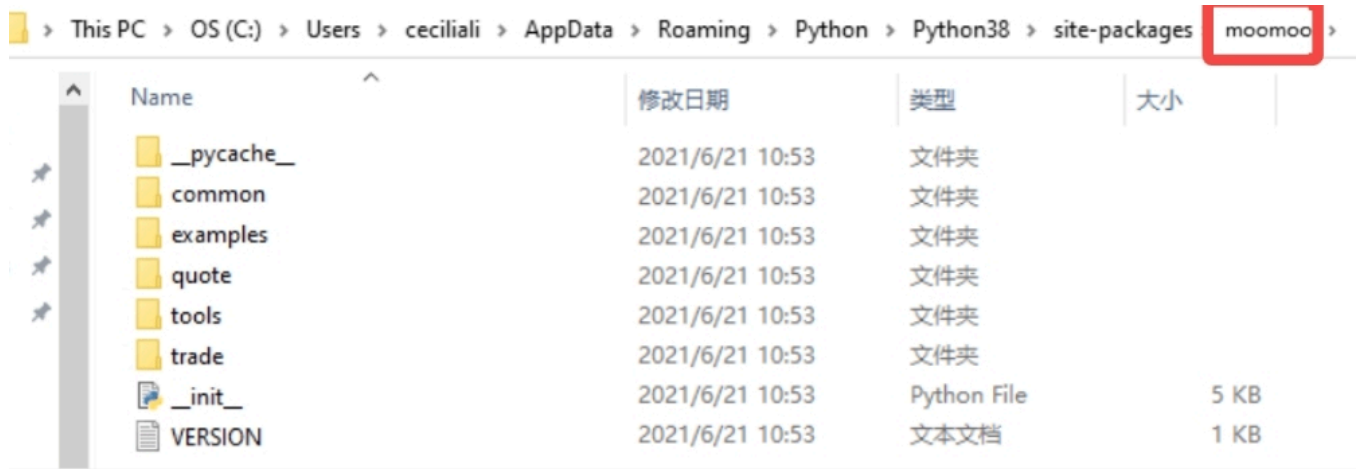 This PC > OS (C:) > Users > ceciliali > AppData > Roaming > Python > Python38 > site-packages moomoo >
Name 修改日期 类型 大小
__pycache__ 2021/6/21 10:53 文件夹
common 2021/6/21 10:53 文件夹
examples 2021/6/21 10:53 文件夹
quote 2021/6/21 10:53 文件夹
tools 2021/6/21 10:53 文件夹
trade 2021/6/21 10:53 文件夹
__init__ 2021/6/21 10:53 Python File 5 KB
VERSION 2021/6/21 10:53 文本文档 1 KB